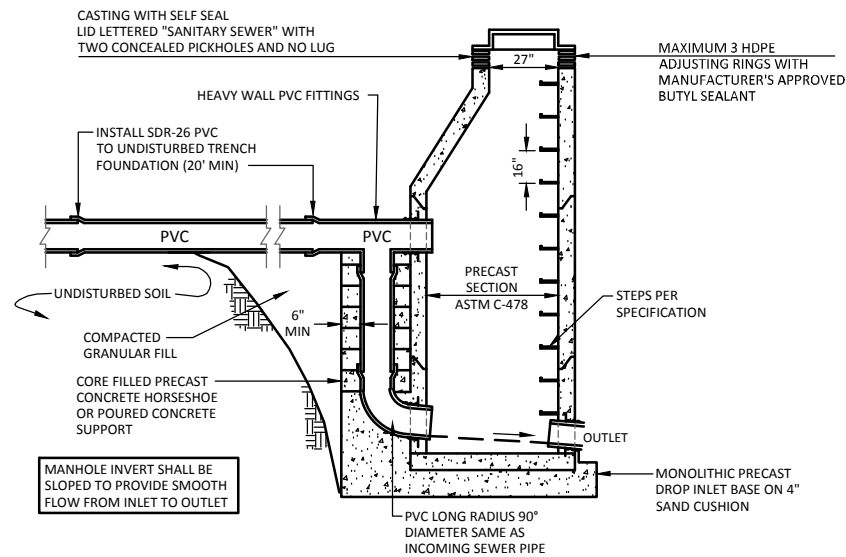 CASTING WITH SELF SEAL
LID LETTERED "SANITARY SEWER" WITH
TWO CONCEALED PICKHOLES AND NO LUG
27"
MAXIMUM 3 HDPE
ADJUSTING RINGS WITH
MANUFACTURER'S APPROVED
BUTYL SEALANT
HEAVY WALL PVC FITTINGS
INSTALL SDR-26 PVC
TO UNDISTURBED TRENCH
FOUNDATION (20' MIN)
16"
PVC
PVC
UNDISTURBED SOIL
PRECAST
SECTION
ASTM C-478
STEPS PER
SPECIFICATION
6"
MIN
COMPACTED
GRANULAR FILL
CORE FILLED PRECAST
CONCRETE HORSESHOE
OR POURED CONCRETE
SUPPORT
OUTLET
MANHOLE INVERT SHALL BE
SLOPED TO PROVIDE SMOOTH
FLOW FROM INLET TO OUTLET
MONOLITHIC PRECAST
DROP INLET BASE ON 4"
SAND CUSHION
PVC LONG RADIUS 90°
DIAMETER SAME AS
INCOMING SEWER PIPE